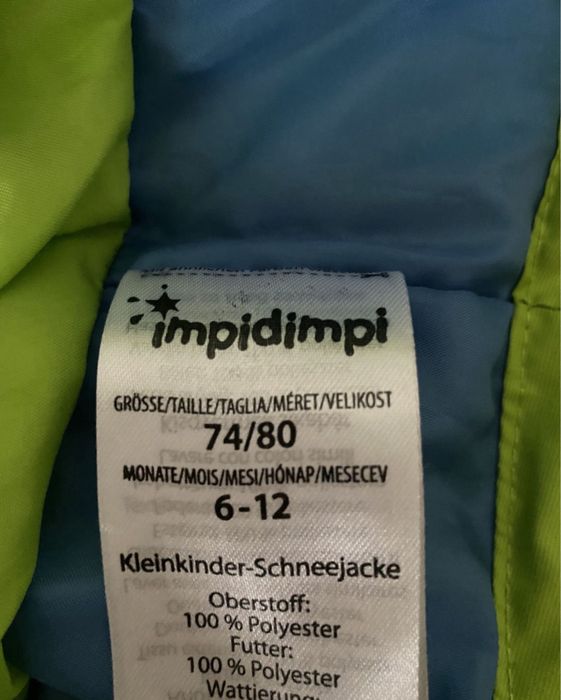 impidimpi
GRÖSSE/TAILLE/TAGLIA/MÉRET/VELIKOST
74/80
MONATE/MOIS/MESI/HÓNAP/MESECEV
6-12
Kleinkinder-Schneejacke
Oberstoff:
100 % Polyester
Futter:
100 % Polyester
Wattierung